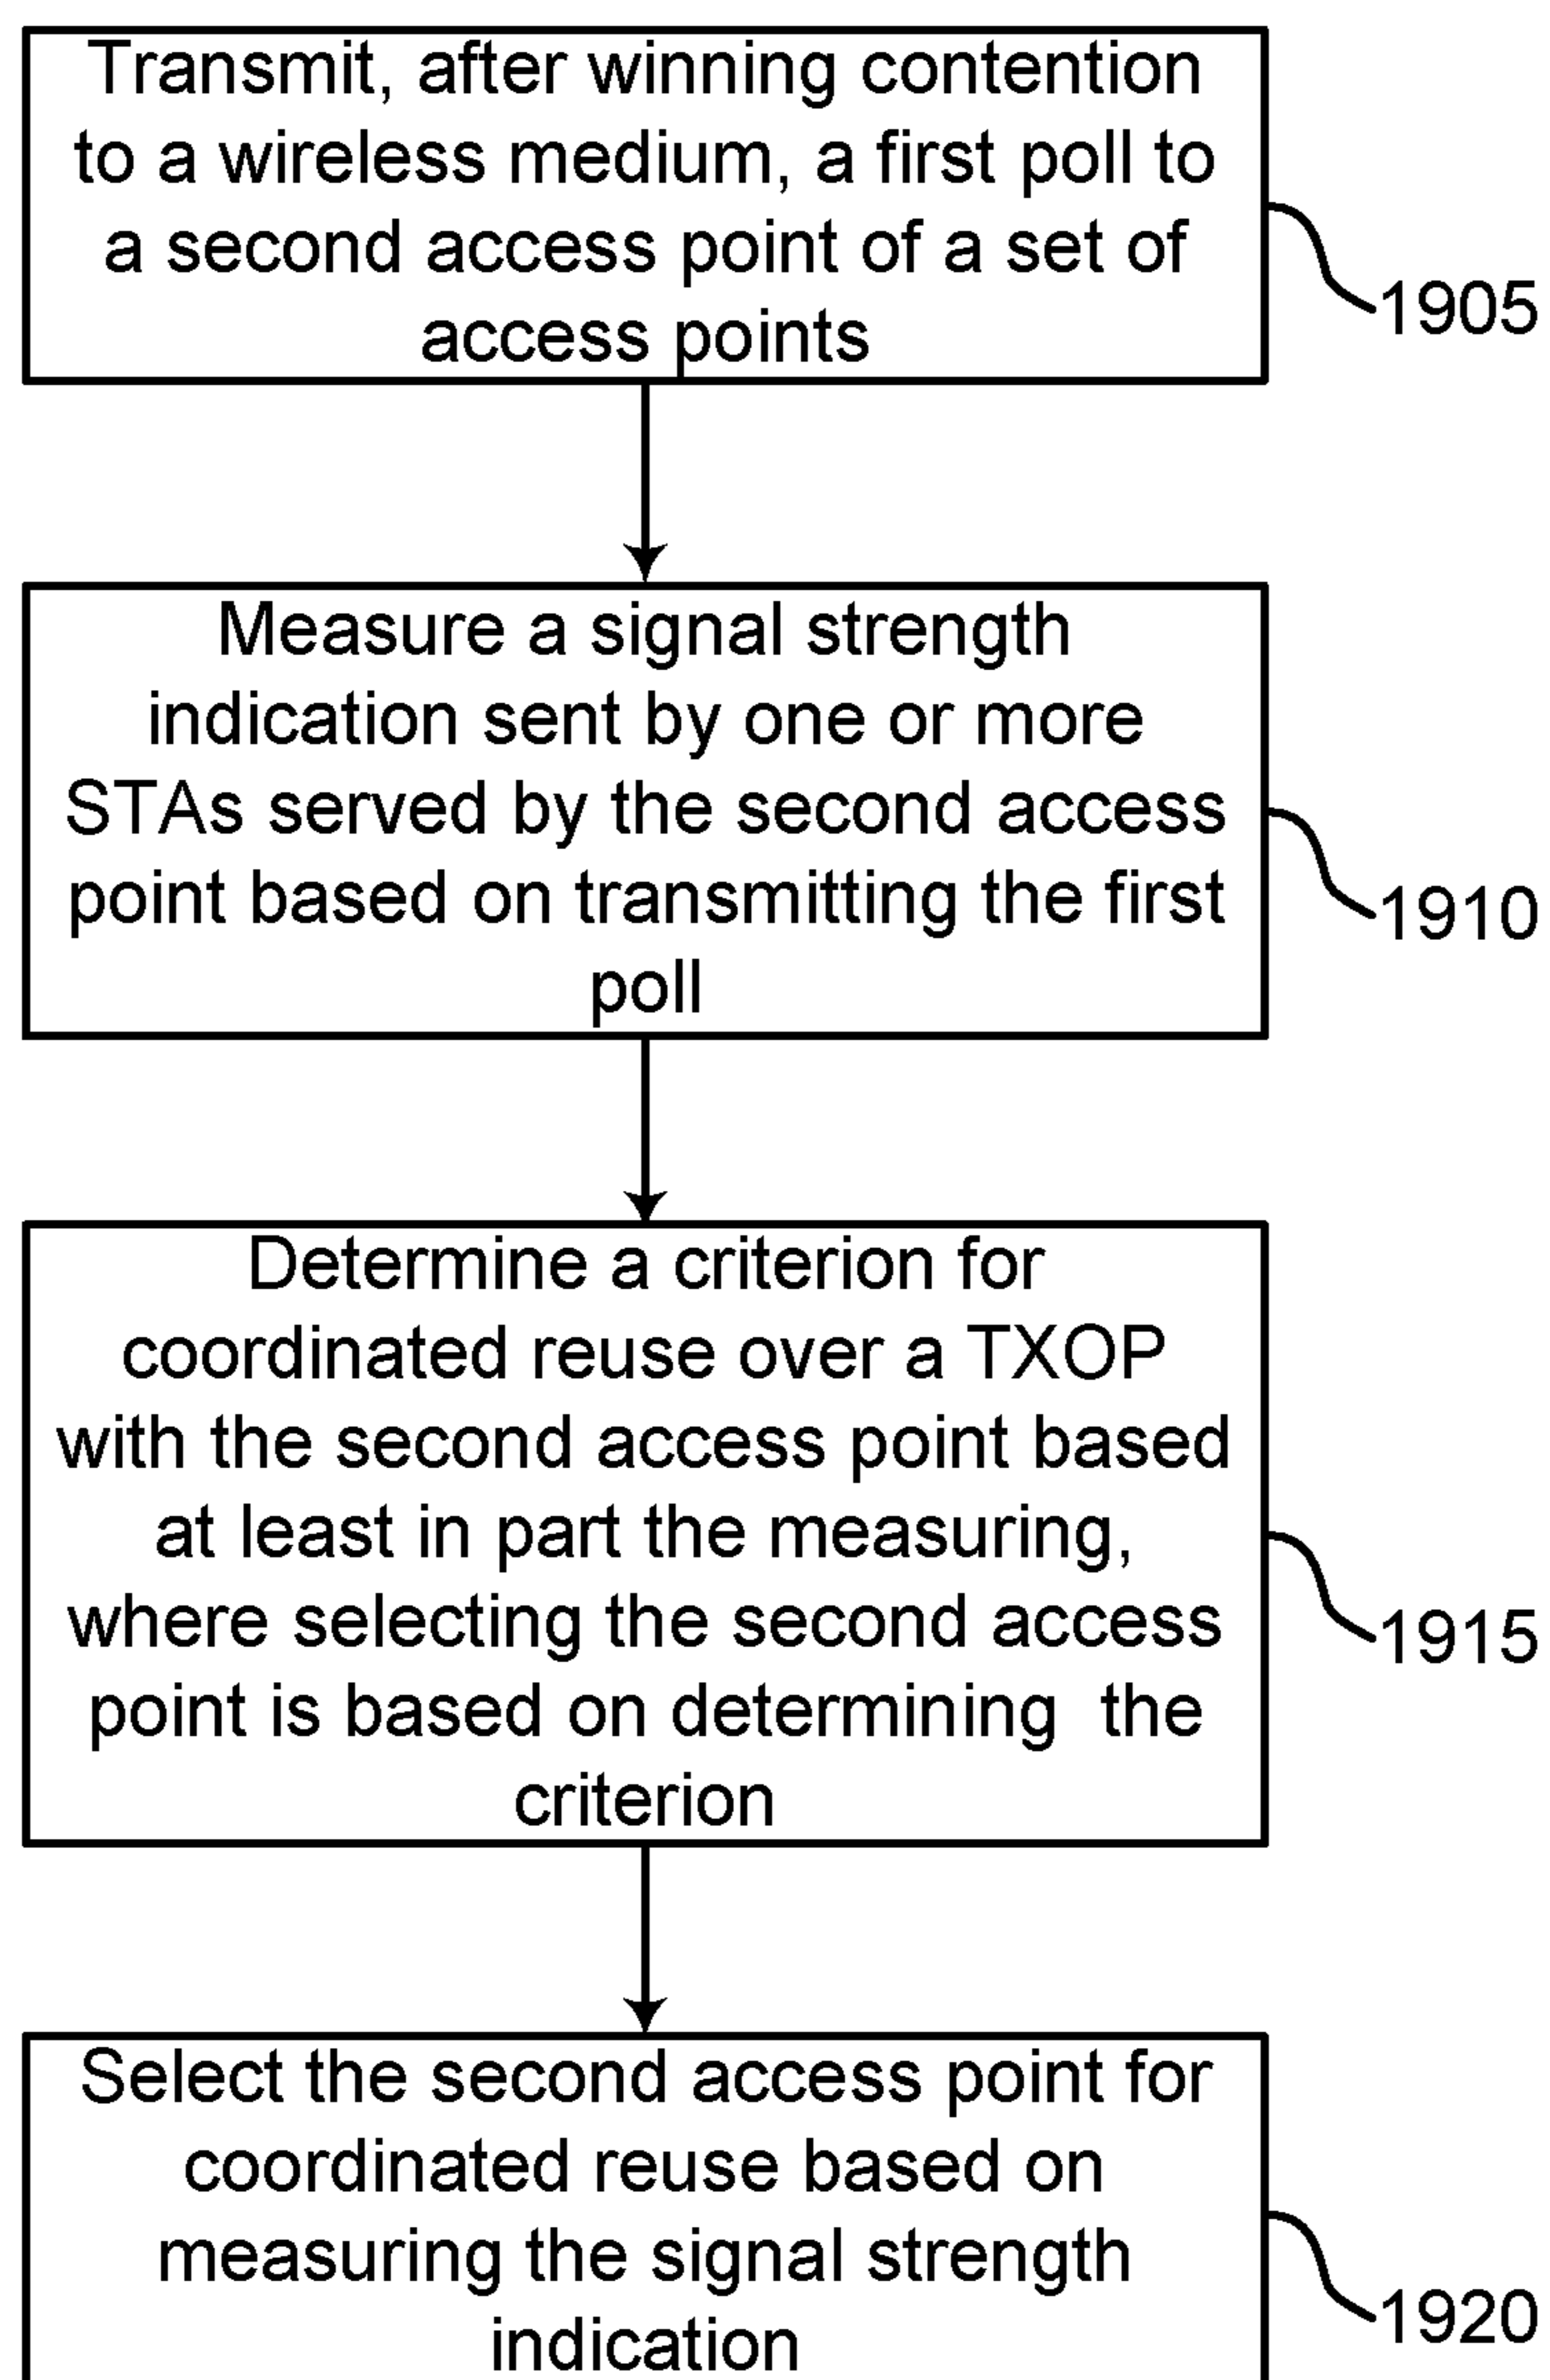 Transmit, after winning contention
to a wireless medium, a first poll to
a second access point of a set of
access points
1905
Measure a signal strength
indication sent by one or more
STAs served by the second access
point based on transmitting the first
poll
1910
Determine a criterion for
coordinated reuse over a TXOP
with the second access point based
at least in part the measuring,
where selecting the second access
point is based on determining  the
criterion
1915
Select the second access point for
coordinated reuse based on
measuring the signal strength
indication
1920